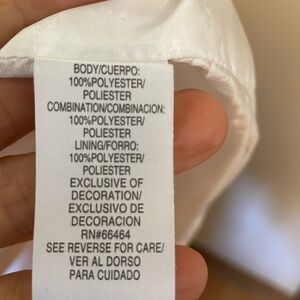 BODY/CUERPO:
100%POLYESTER/
POLIESTER
COMBINATION/COMBINACION:
100%POLYESTER/
POLIESTER
LINING/FORRO:
100%POLYESTER/
POLIESTER
EXCLUSIVE OF
DECORATION/
EXCLUSIVO DE
DECORACION
RN#66464
SEE REVERSE FOR CARE/
VER AL DORSO
PARA CUIDADO